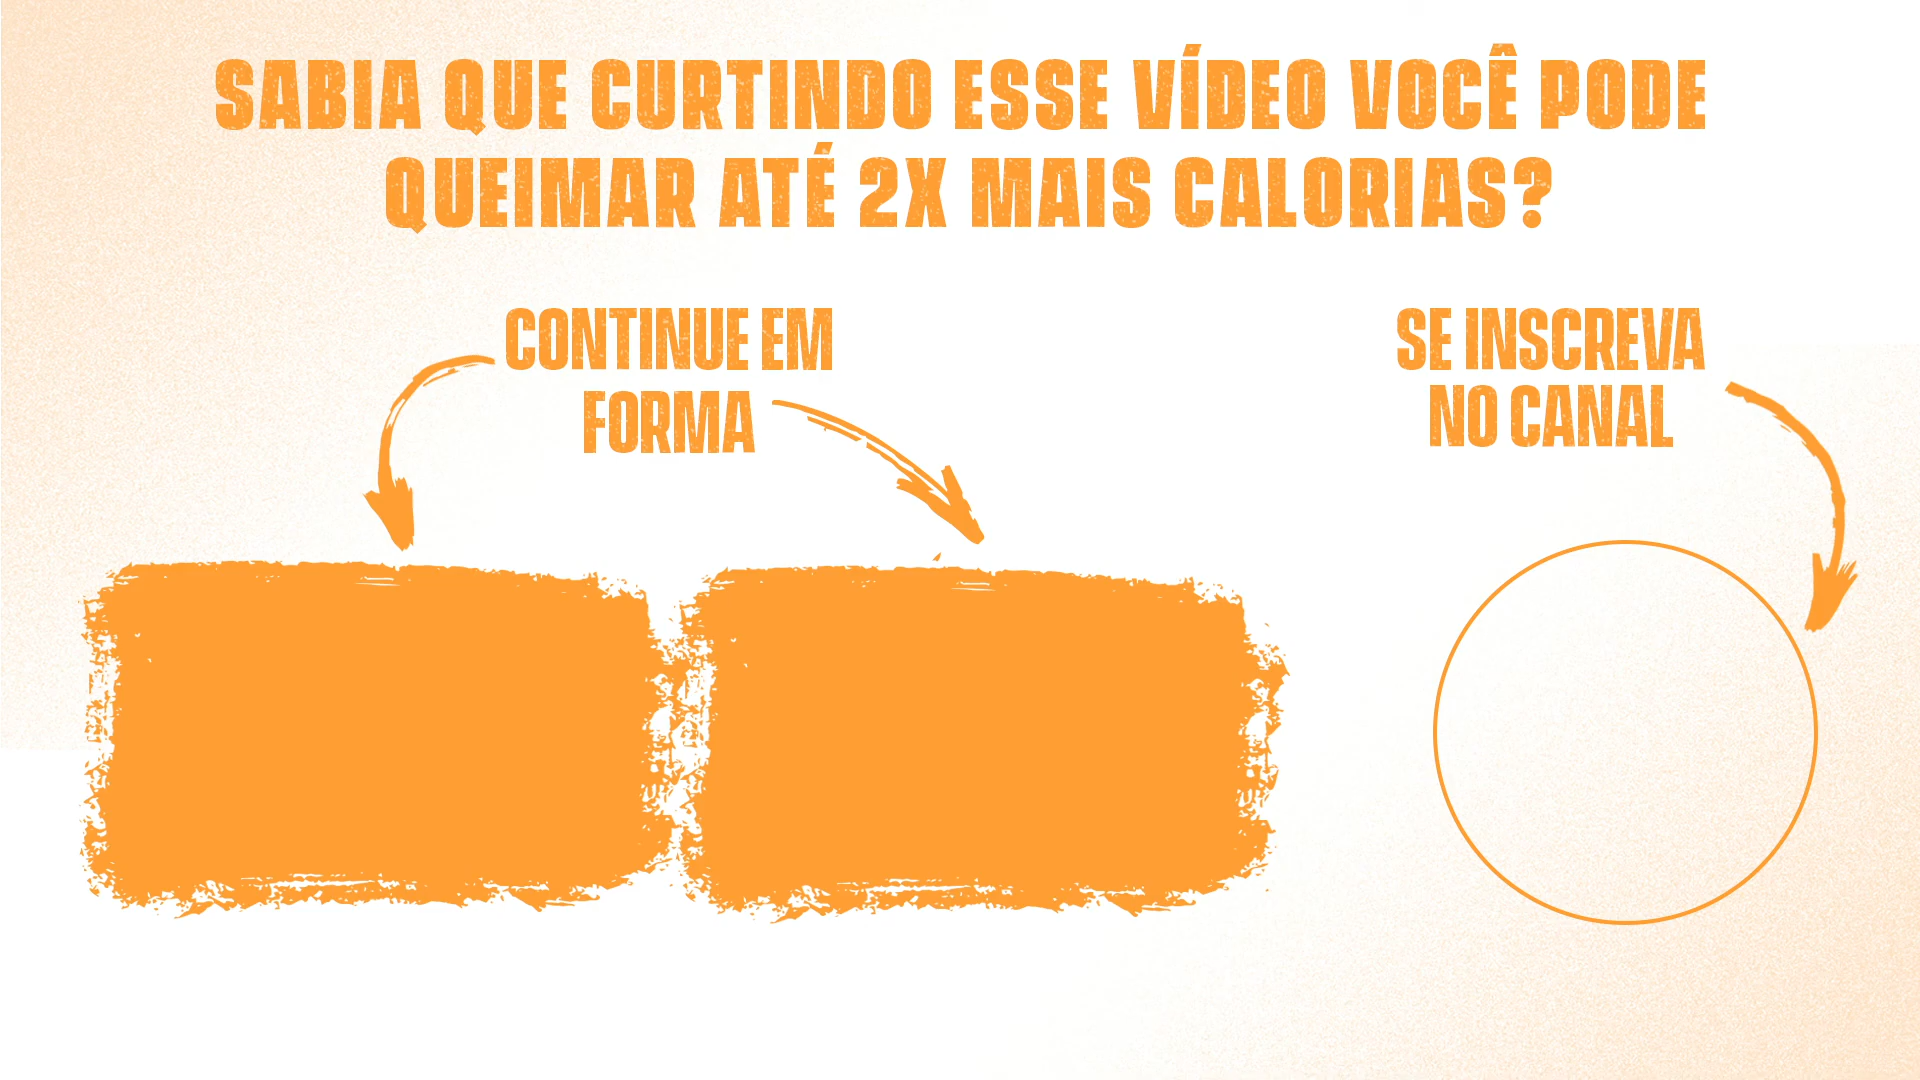 SABIA QUE CURTINDO ESSE VÍDEO VOCÊ PODE
QUEIMAR ATÉ 2X MAIS CALORIAS?
CONTINUE EM
FORMA
SE INSCREVA
NO CANAL